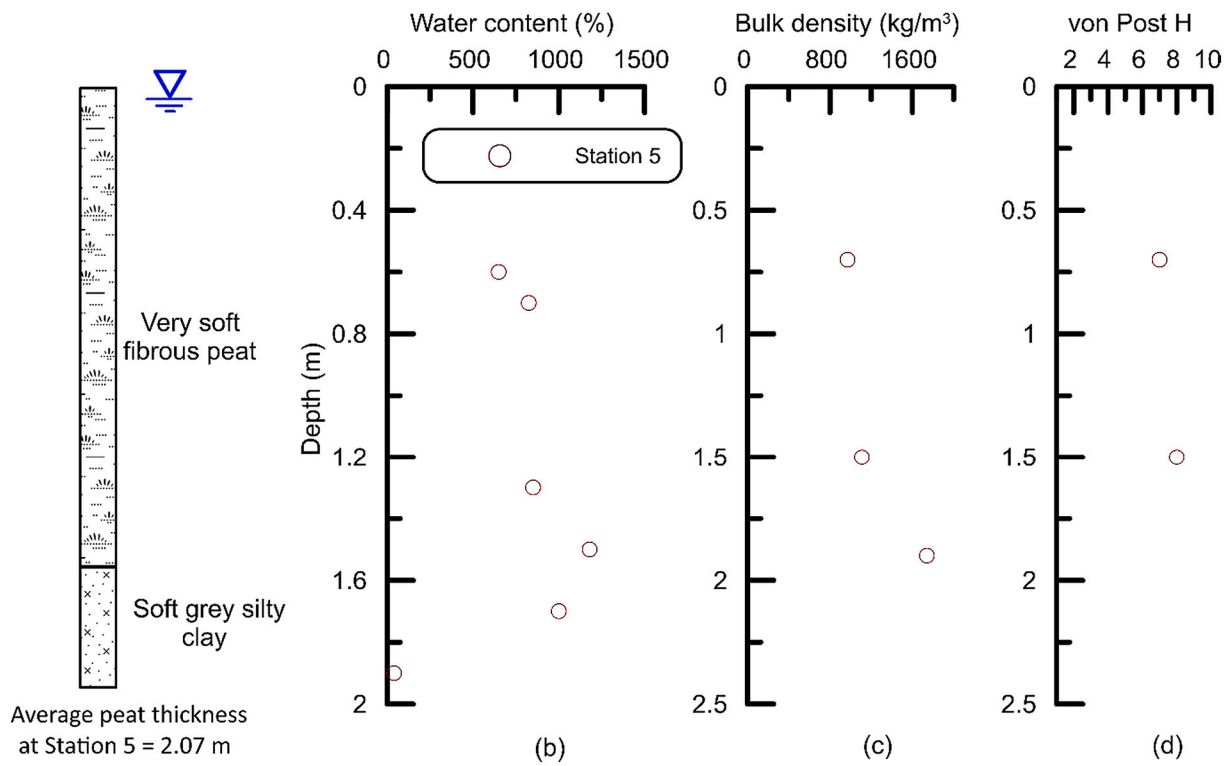 Water content (%)
0 500 1000 1500
Bulk density (kg/m³)
0 800 1600
von Post H
2 4 6 8 10
Very soft
fibrous peat
Soft grey silty
clay
Average peat thickness
at Station 5 = 2.07 m
Depth (m)
0
0.4
0.8
1.2
1.6
2
Station 5
(b)
0
0.5
1
1.5
2
2.5
(c)
0
0.5
1
1.5
2
2.5
(d)